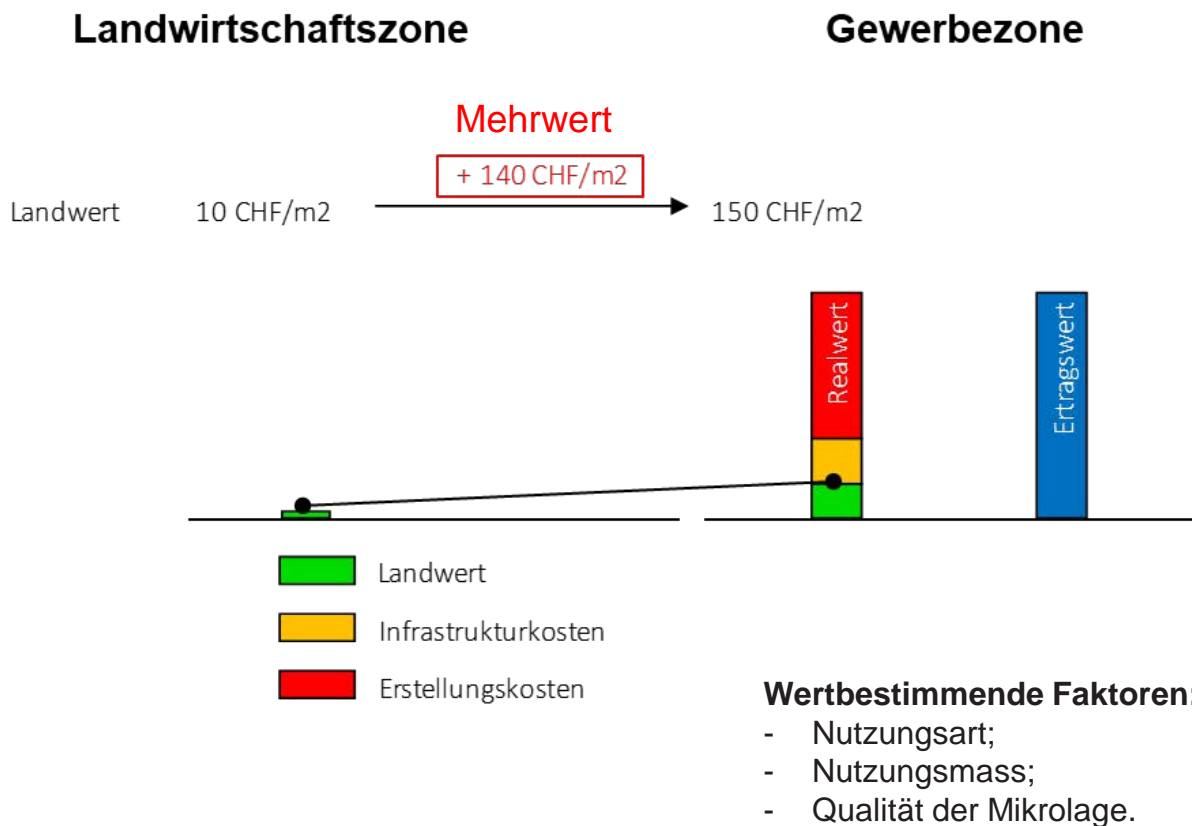 Landwirtschaftszone Gewerbezone
Mehrwert
+ 140 CHF/m2
Landwert 10 CHF/m2 150 CHF/m2
Realwert
Ertragswert
Landwert
Infrastrukturkosten
Erstellungskosten
Wertbestimmende Faktoren:
- Nutzungsart;
- Nutzungsmass;
- Qualität der Mikrolage.